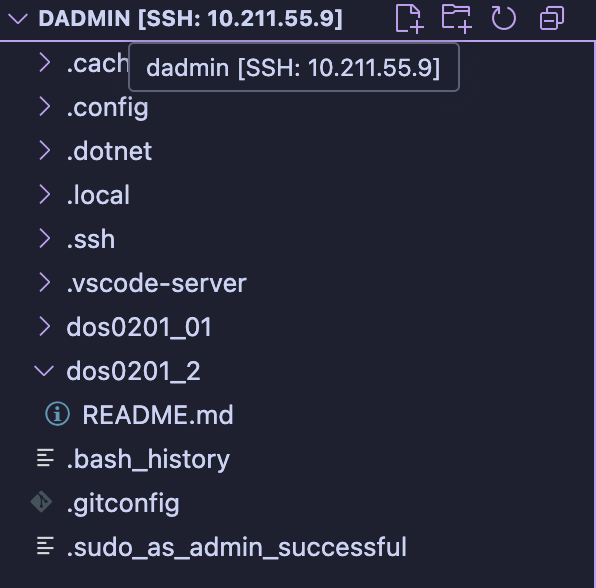 DADMIN [SSH: 10.211.55.9]
.cach
dadmin [SSH: 10.211.55.9]
.config
.dotnet
.local
.ssh
.vscode-server
dos0201_01
dos0201_2
README.md
.bash_history
.gitconfig
.sudo_as_admin_successful